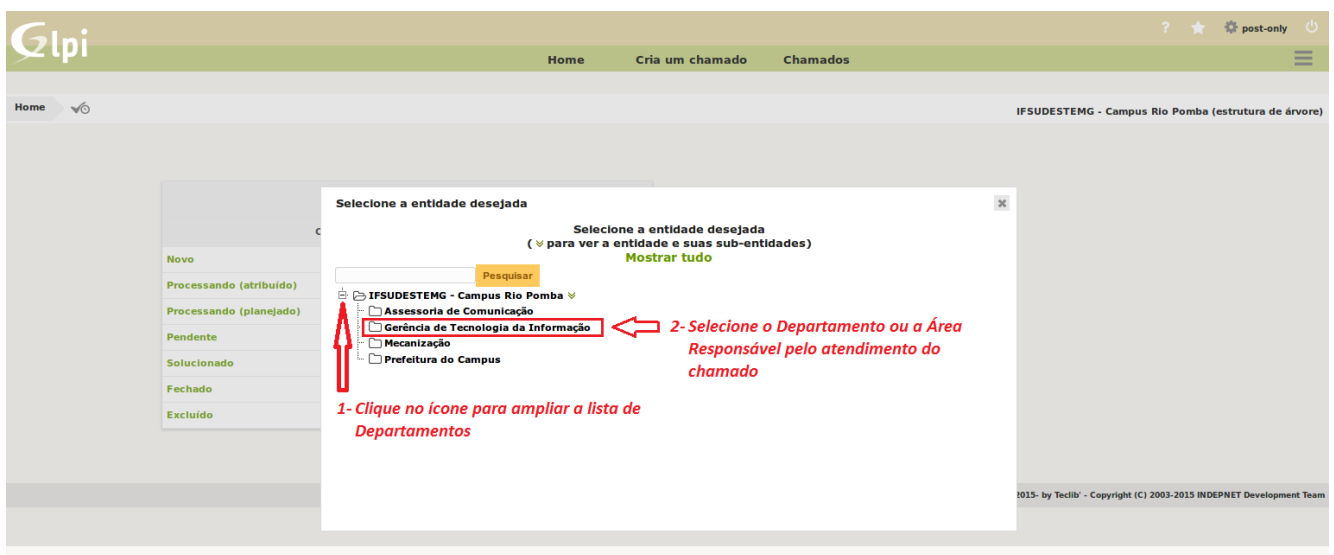 Glpi
? post-only
Home Cria um chamado Chamados
Home
IFSUDESTEMG - Campus Rio Pomba (estrutura de árvore)
Selecione a entidade desejada
Selecione a entidade desejada
( para ver a entidade e suas sub-entidades)
Mostrar tudo
Pesquisar
IFSUDESTEMG - Campus Rio Pomba
Assessoria de Comunicação
Gerência de Tecnologia da Informação
Mecanização
Prefeitura do Campus
2- Selecione o Departamento ou a Área
Responsável pelo atendimento do
chamado
1- Clique no ícone para ampliar a lista de
Departamentos
Novo
Processando (atribuído)
Processando (planejado)
Pendente
Solucionado
Fechado
Excluído
2015- by Teclib' - Copyright (C) 2003-2015 INDEPNET Development Team